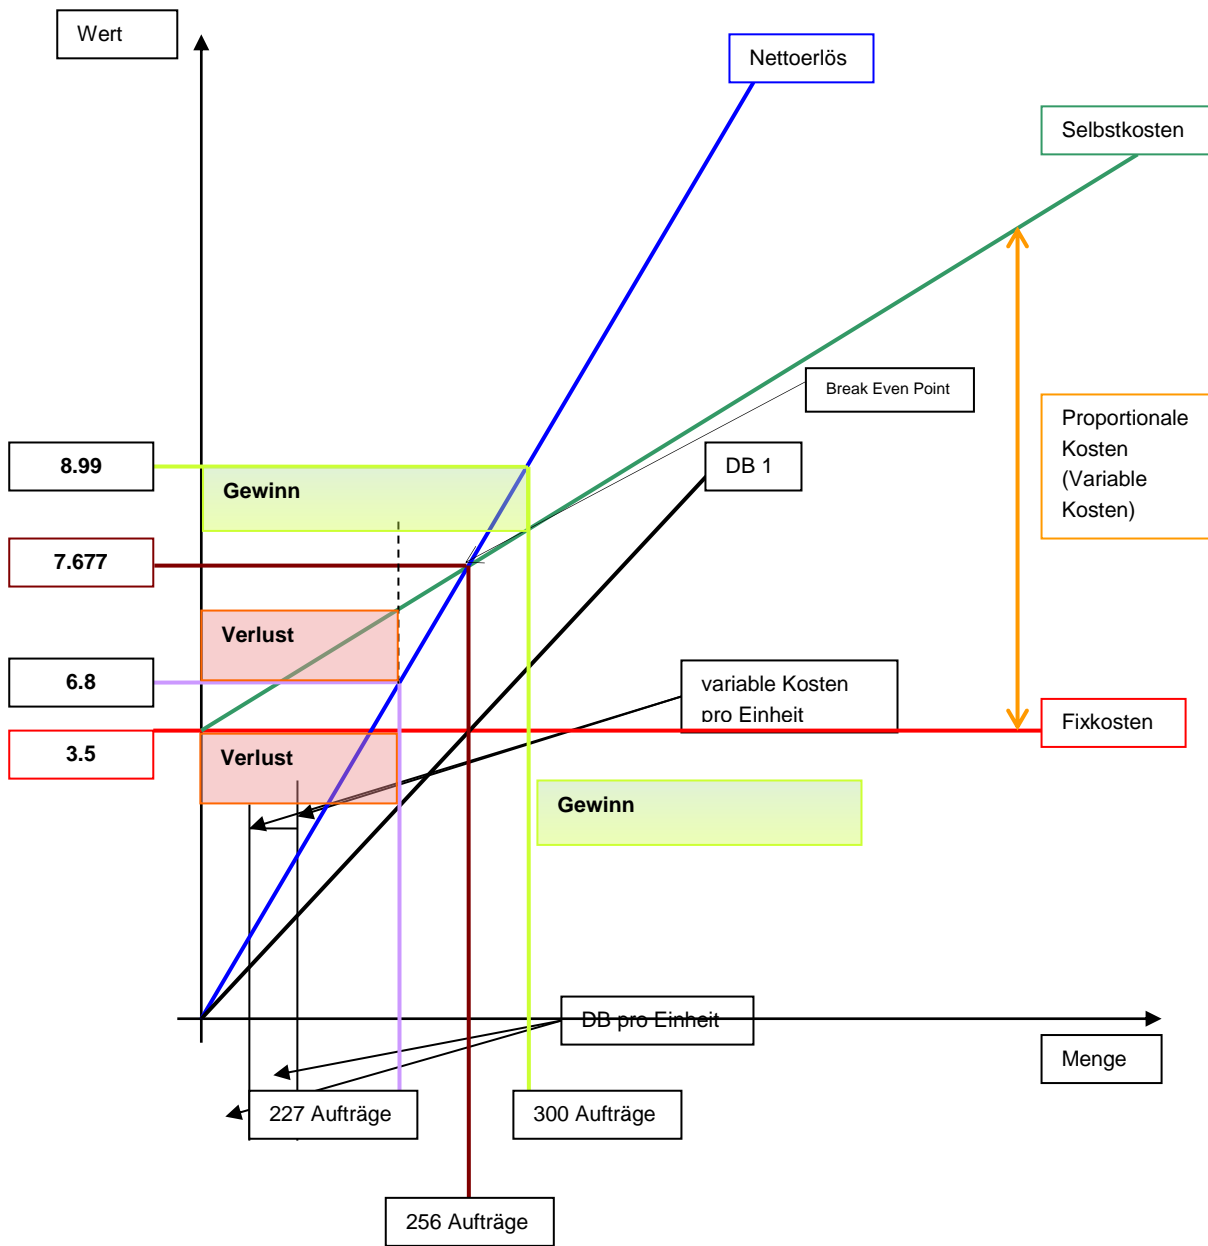 Wert
Nettoerlös
Selbstkosten
Break Even Point
Proportionale
Kosten
(Variable
Kosten)
DB 1
8.99
Gewinn
7.677
Verlust
6.8
variable Kosten
pro Einheit
Fixkosten
3.5
Verlust
Gewinn
DB pro Einheit
Menge
227 Aufträge
300 Aufträge
256 Aufträge